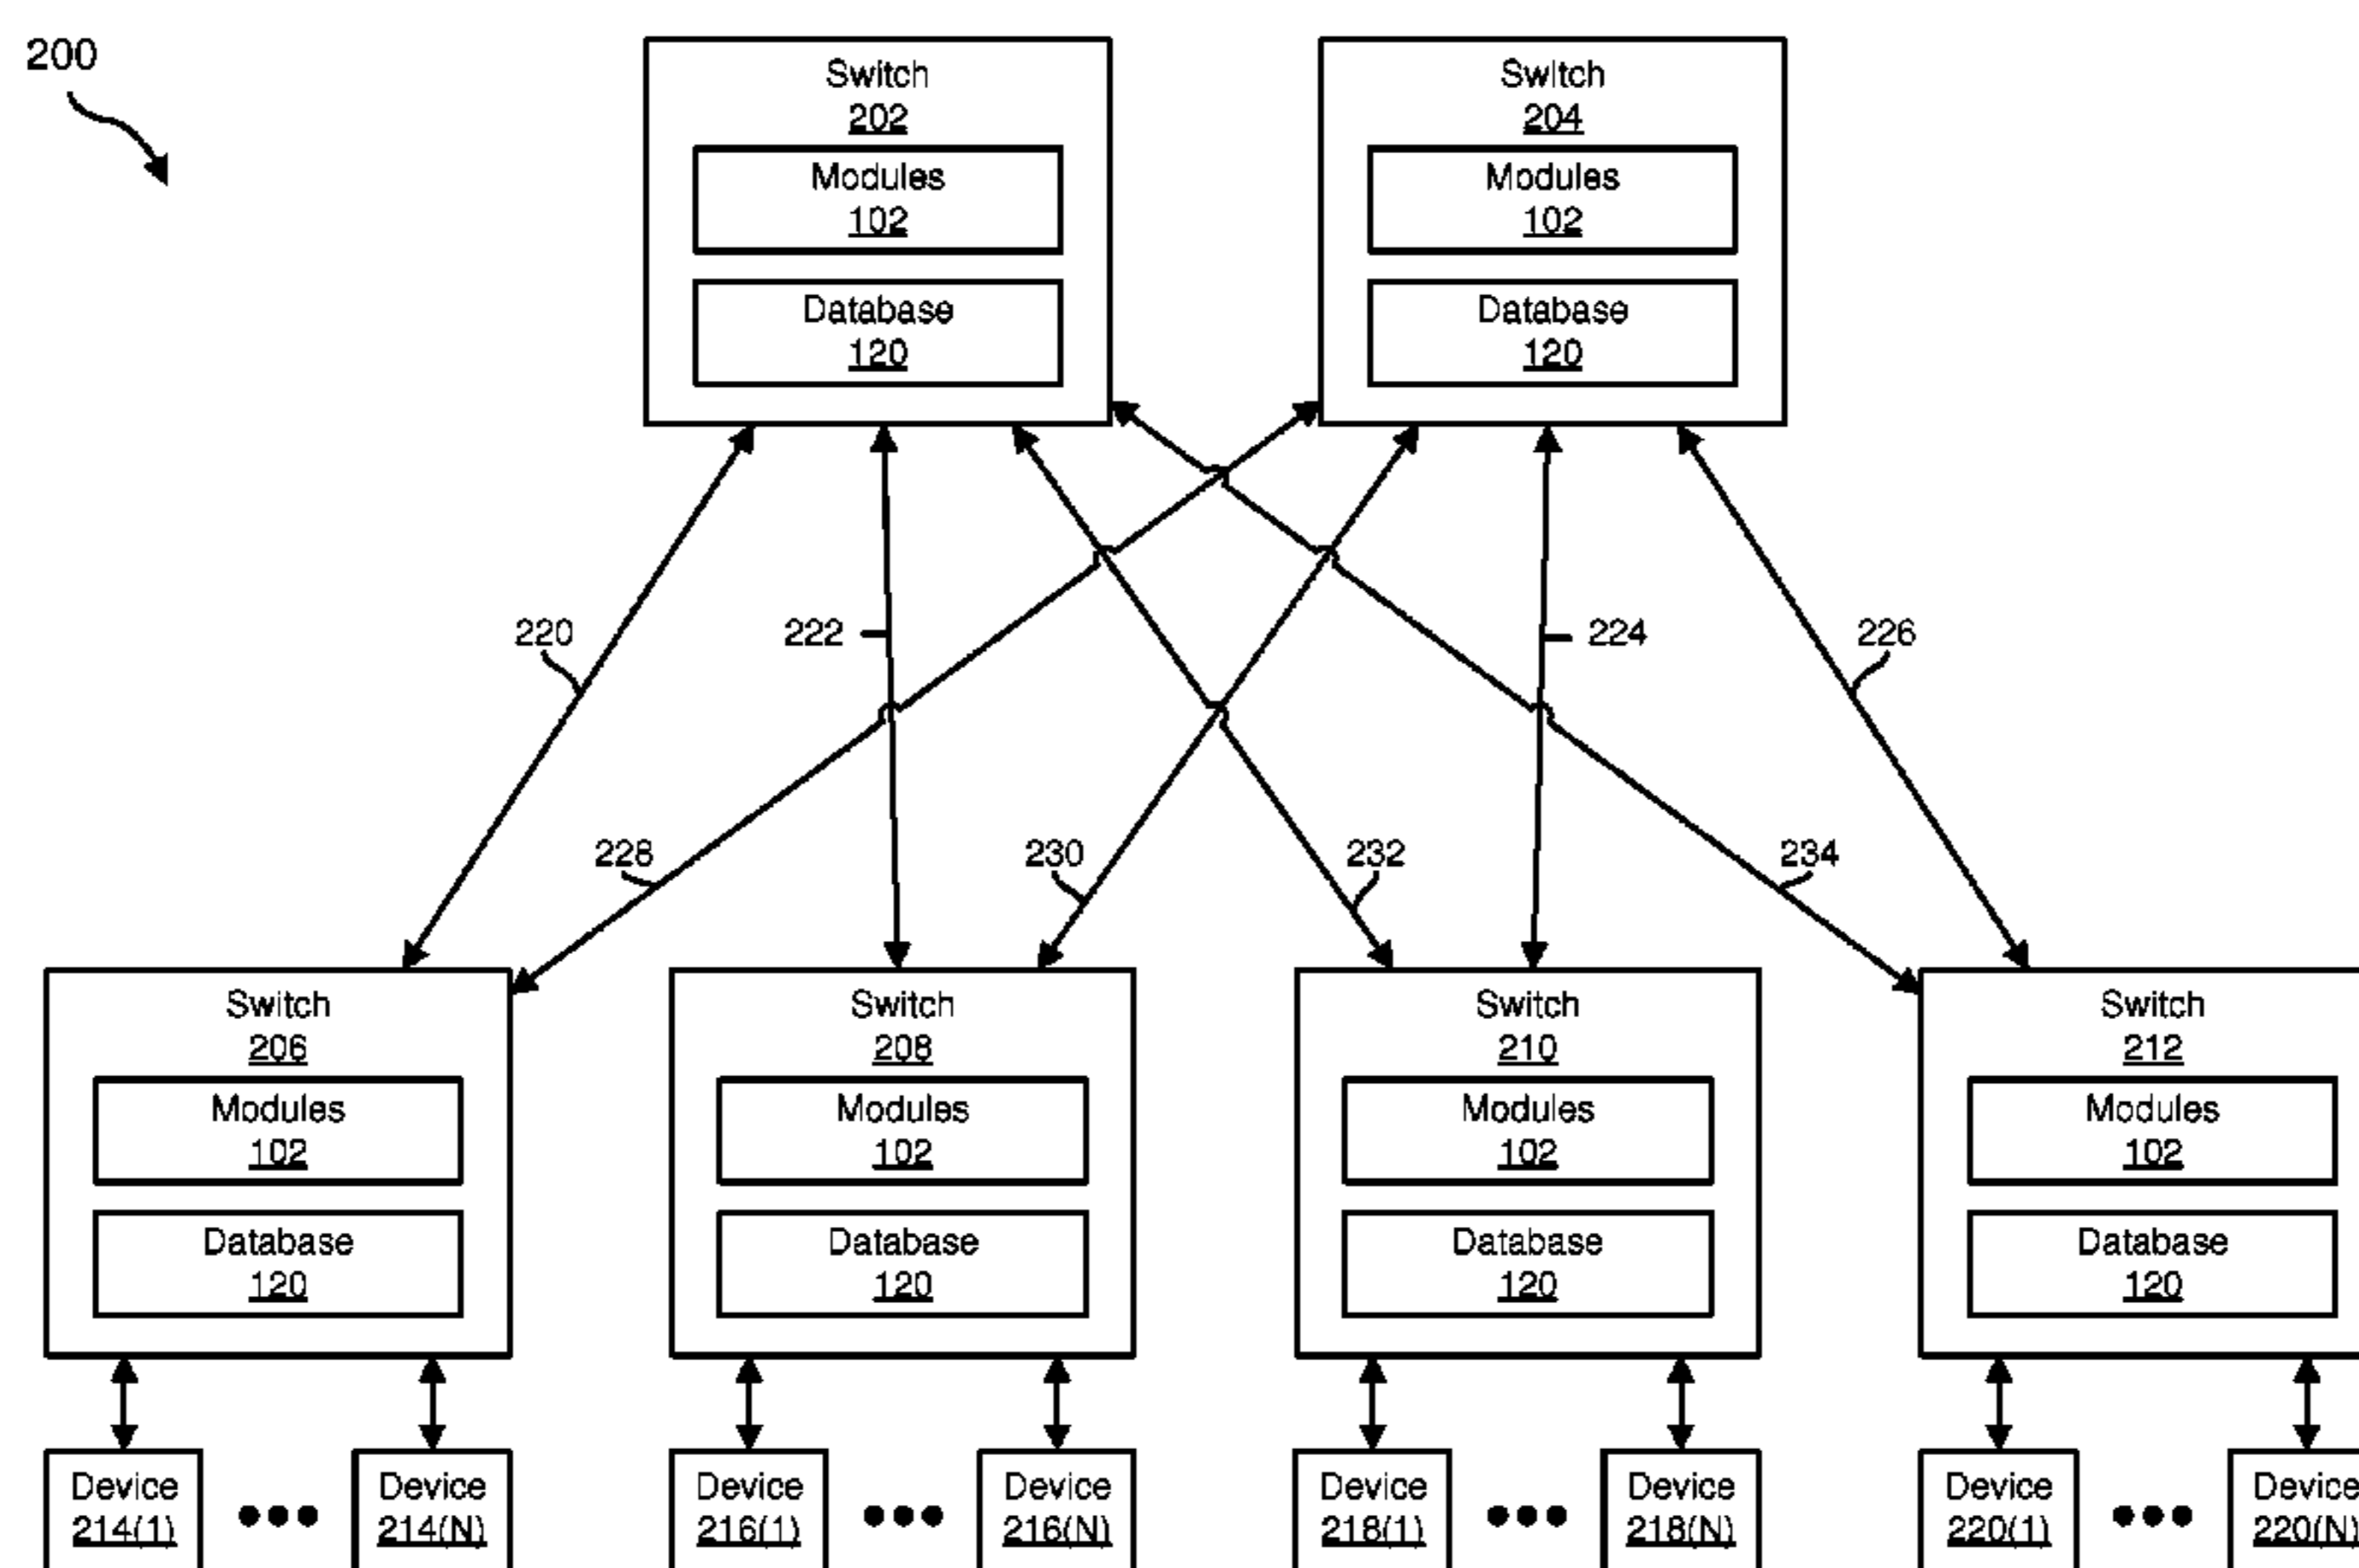 200
Switch
202
Modules
102
Database
120
Switch
204
Modules
102
Database
120
220
222
224
226
228
230
232
234
Switch
206
Modules
102
Database
120
Switch
208
Modules
102
Database
120
Switch
210
Modules
102
Database
120
Switch
212
Modules
102
Database
120
Device
214(1)
Device
214(N)
Device
216(1)
Device
216(N)
Device
218(1)
Device
218(N)
Device
220(1)
Device
220(N)